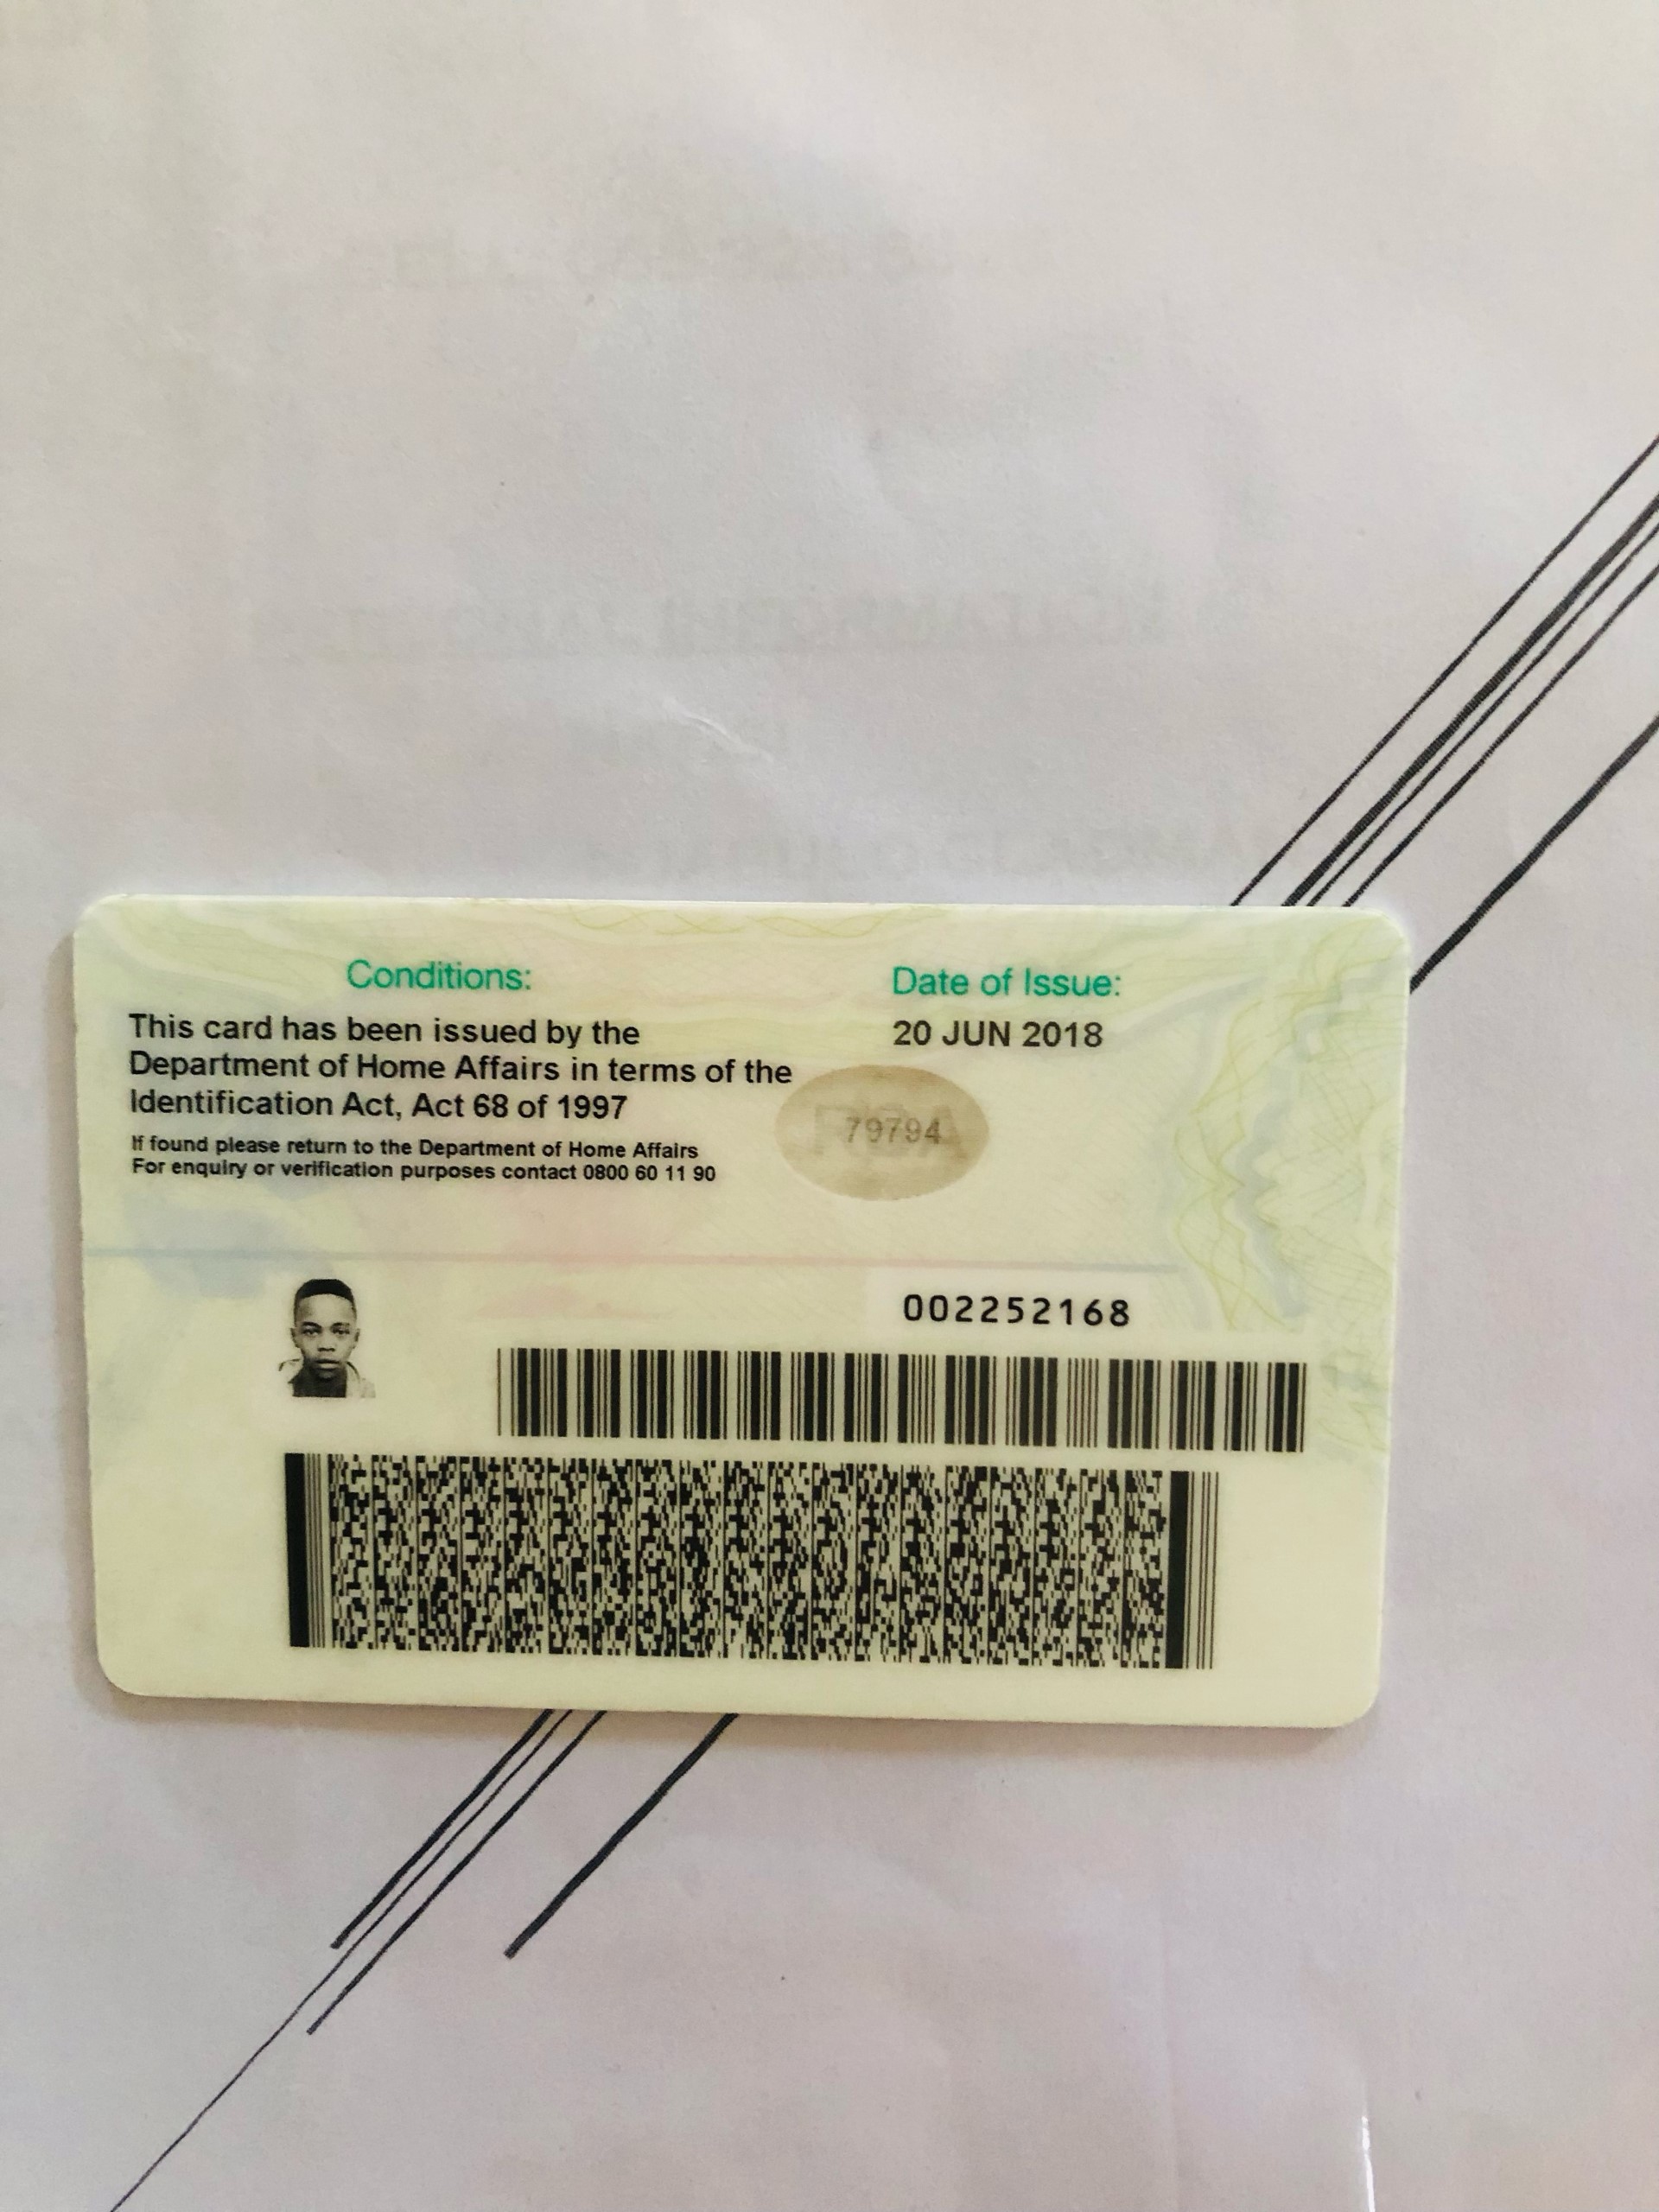 Conditions:
This card has been issued by the
Department of Home Affairs in terms of the
Identification Act, Act 68 of 1997
If found please return to the Department of Home Affairs
For enquiry or verification purposes contact 0800 60 11 90
Date of Issue:
20 JUN 2018
79794
002252168